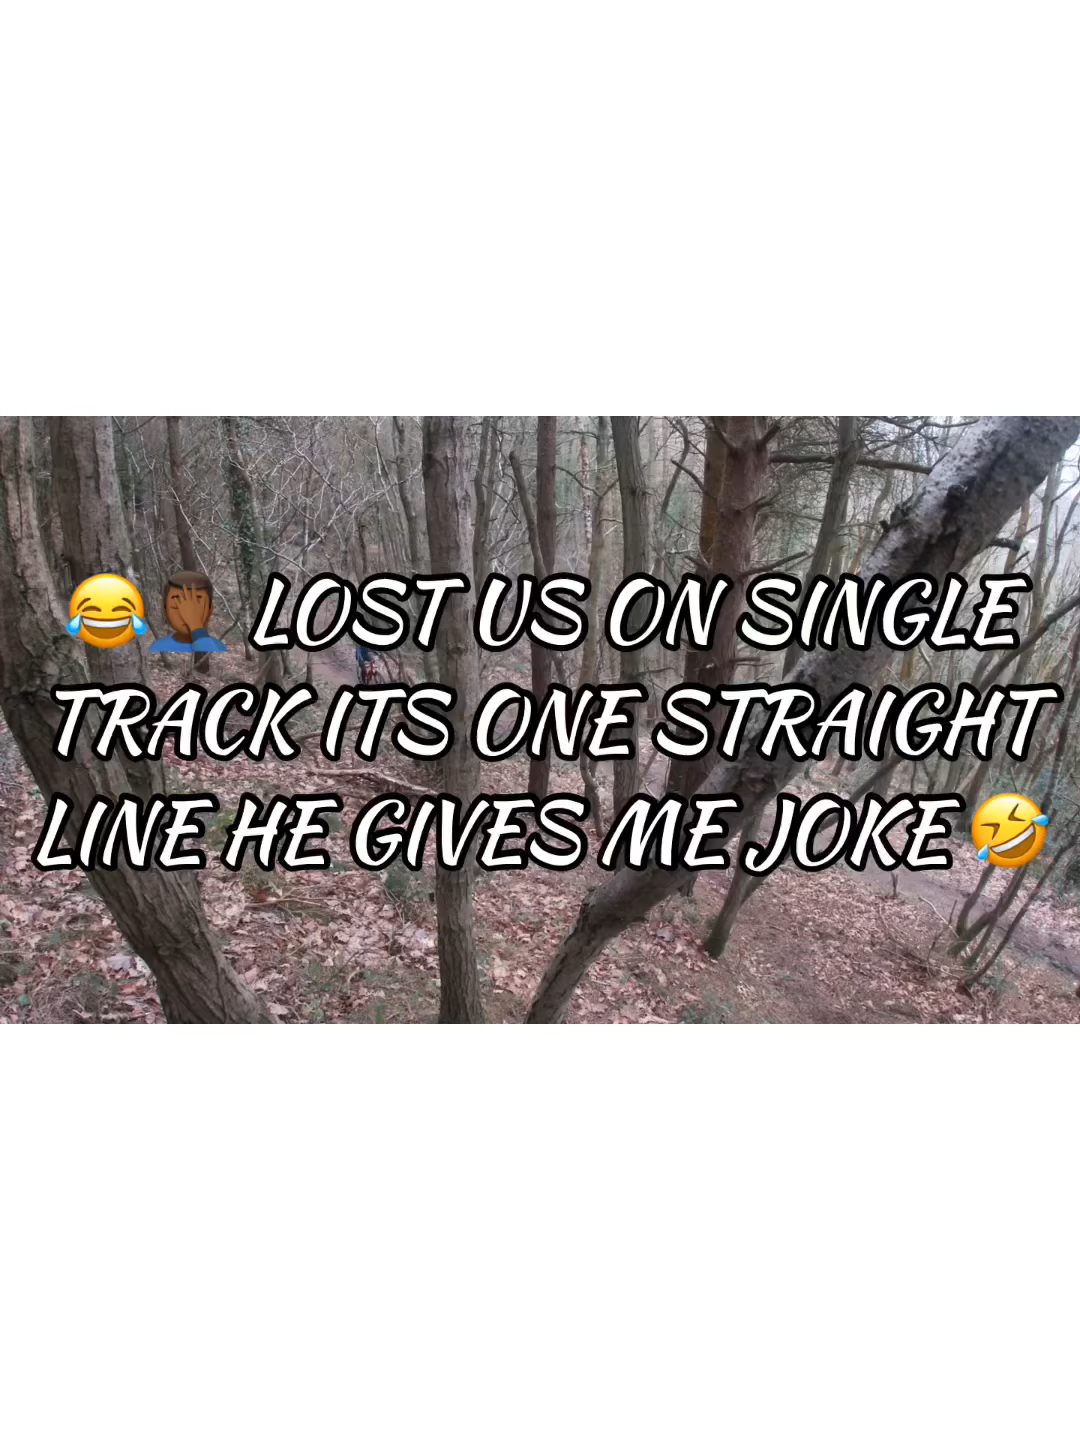 😂🤦🏾‍♂️ LOST US ON SINGLE
TRACK ITS ONE STRAIGHT
LINE HE GIVES ME JOKE🤣